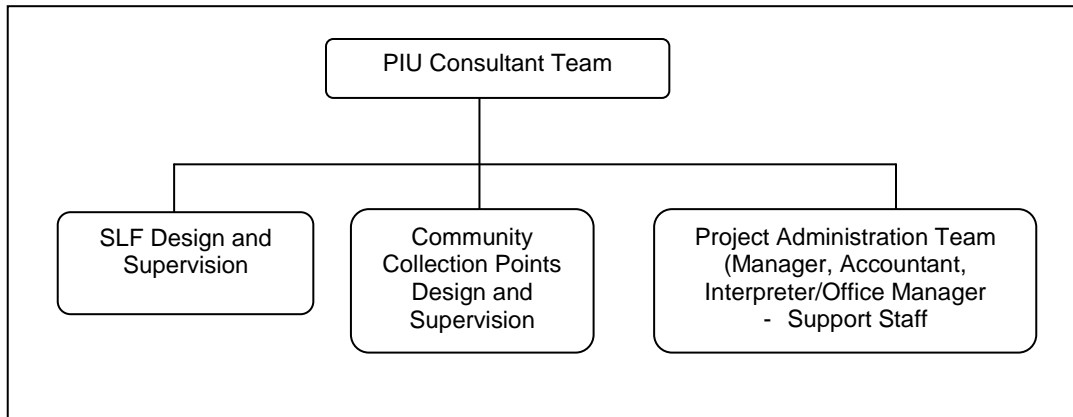 PIU Consultant Team
SLF Design and
Supervision
Community
Collection Points
Design and
Supervision
Project Administration Team
(Manager, Accountant,
Interpreter/Office Manager
- Support Staff